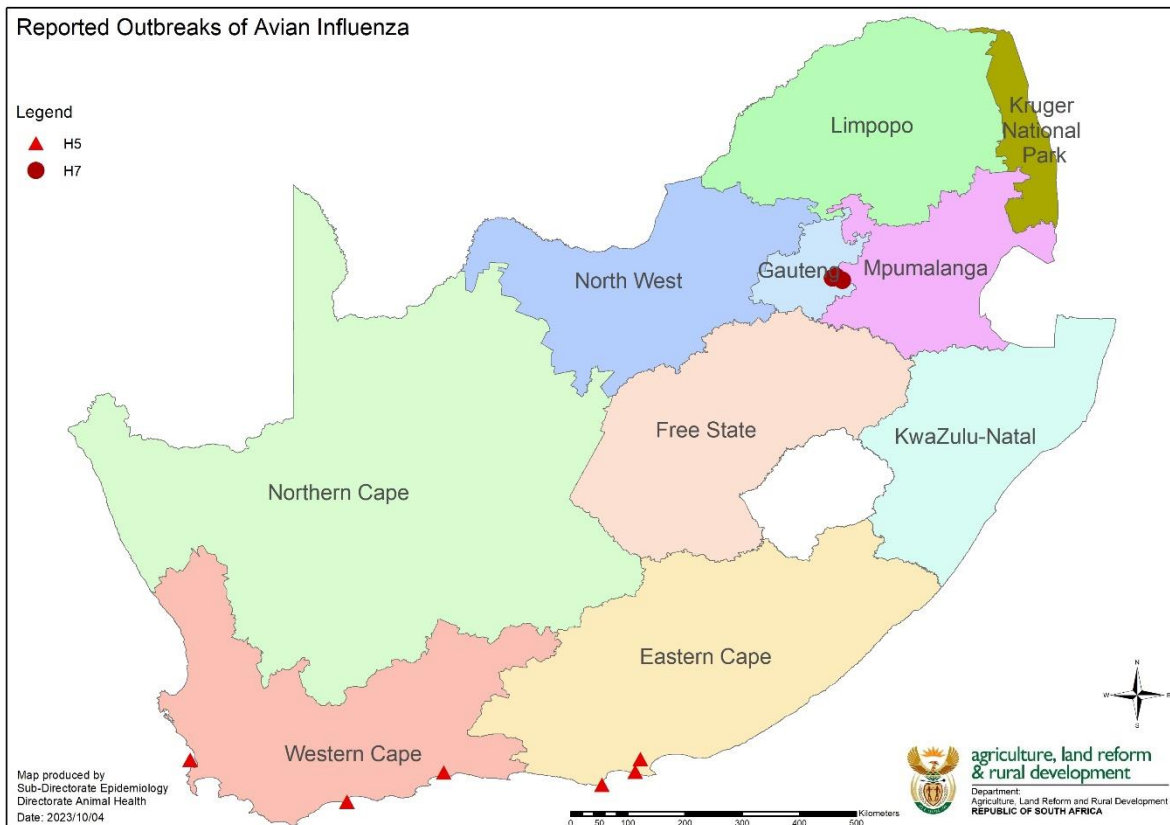 Reported Outbreaks of Avian Influenza
Legend
H5
H7
Limpopo
Kruger
National
Park
North West
Gauteng
Mpumalanga
Free State
KwaZulu-Natal
Northern Cape
Eastern Cape
Western Cape
N
W
E
S
Map produced by
Sub-Directorate Epidemiology
Directorate Animal Health
Date: 2023/10/04
Kilometers
0 50 100 200 300 400 500
agriculture, land reform
& rural development
Department:
Agriculture, Land Reform and Rural Development
REPUBLIC OF SOUTH AFRICA